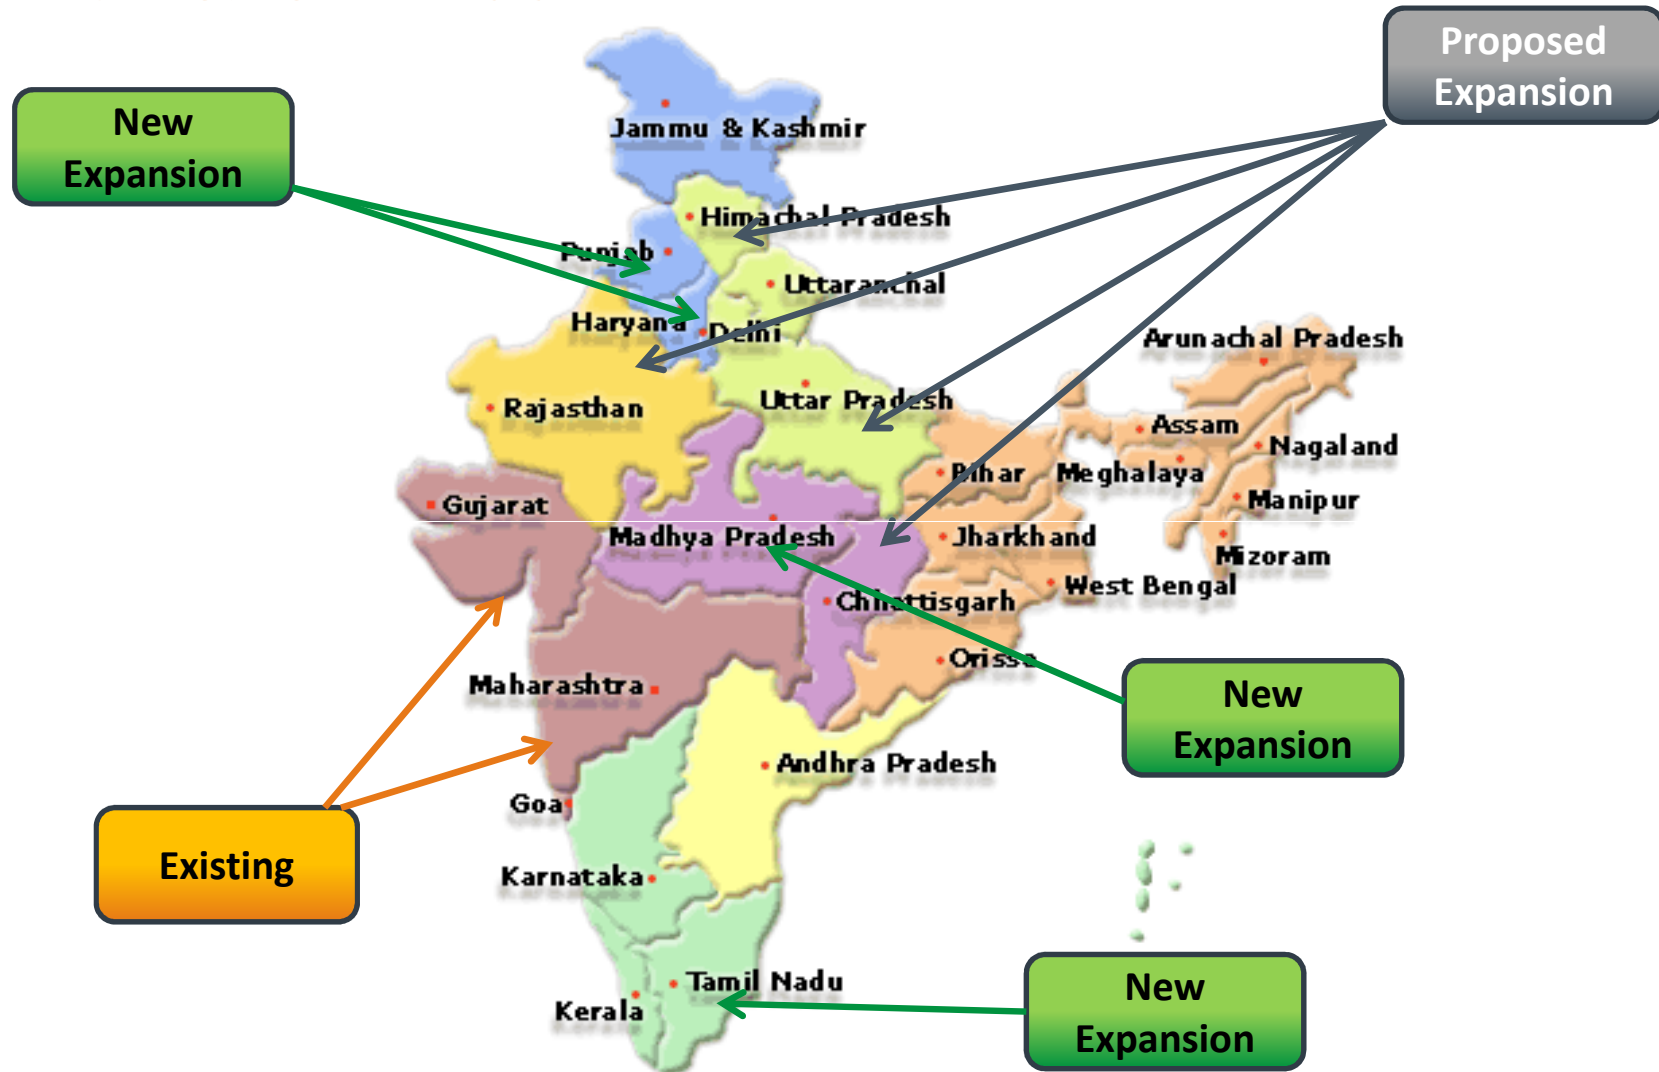 Proposed
Expansion
New
Expansion
Jammu & Kashmir
Himachal Pradesh
Punjab
Uttaranchal
Haryana
Delhi
Arunachal Pradesh
Rajasthan
Uttar Pradesh
Assam
Nagaland
Bihar
Meghalaya
Gujarat
Manipur
Madhya Pradesh
Jharkhand
Mizoram
West Bengal
Chhattisgarh
Orissa
Maharashtra
New
Expansion
Andhra Pradesh
Goa
Existing
Karnataka
Tamil Nadu
Kerala
New
Expansion